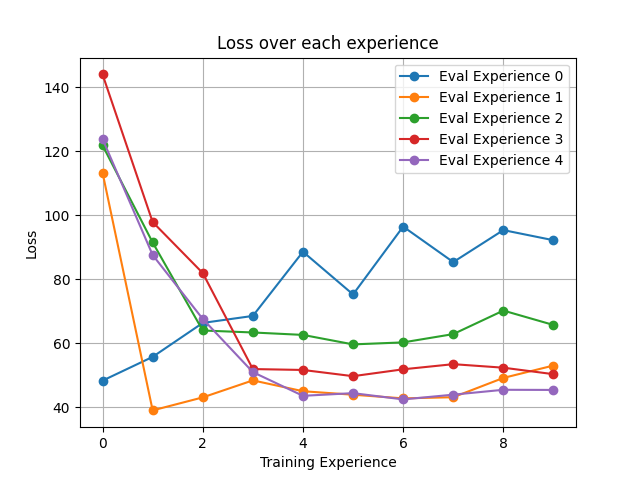 Loss over each experience
Eval Experience 0
Eval Experience 1
Eval Experience 2
Eval Experience 3
Eval Experience 4
140
120
100
80
60
40
Loss
0 2 4 6 8
Training Experience